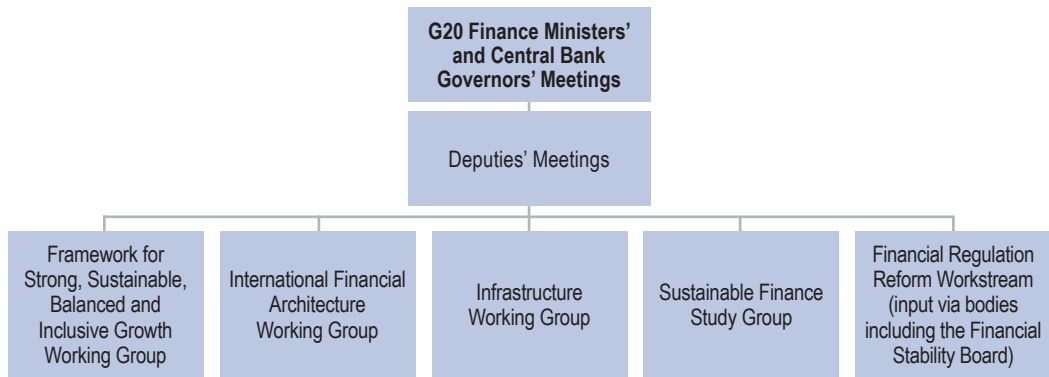 G20 Finance Ministers’
and Central Bank
Governors’ Meetings
Deputies’ Meetings
Framework for
Strong, Sustainable,
Balanced and
Inclusive Growth
Working Group
International Financial
Architecture
Working Group
Infrastructure
Working Group
Sustainable Finance
Study Group
Financial Regulation
Reform Workstream
(input via bodies
including the Financial
Stability Board)